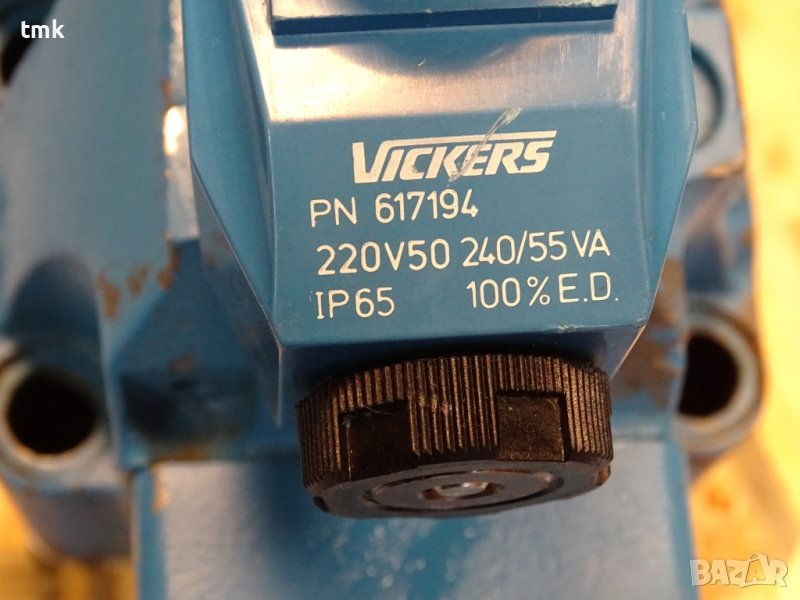 tmk
VICKERS
PN 617194
220V50 240/55VA
IP65 100% E.D.
BAZAR